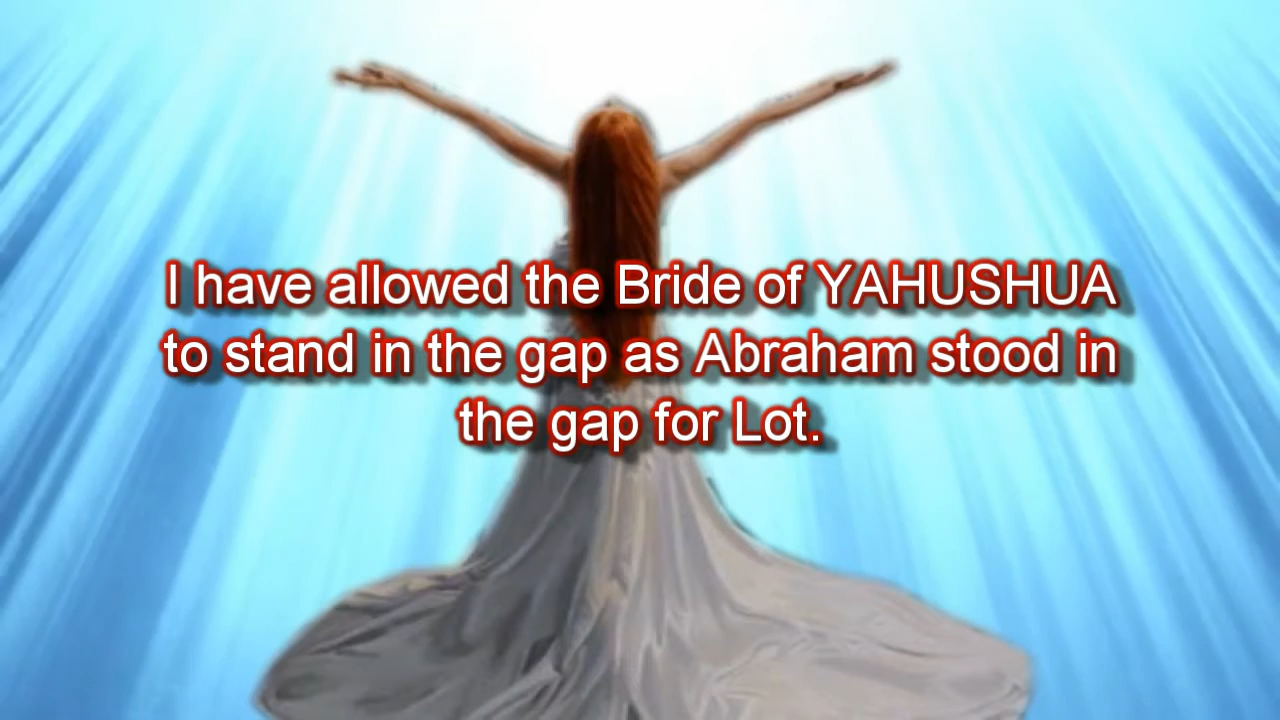 I have allowed the Bride of YAHUSHUA
to stand in the gap as Abraham stood in
the gap for Lot.